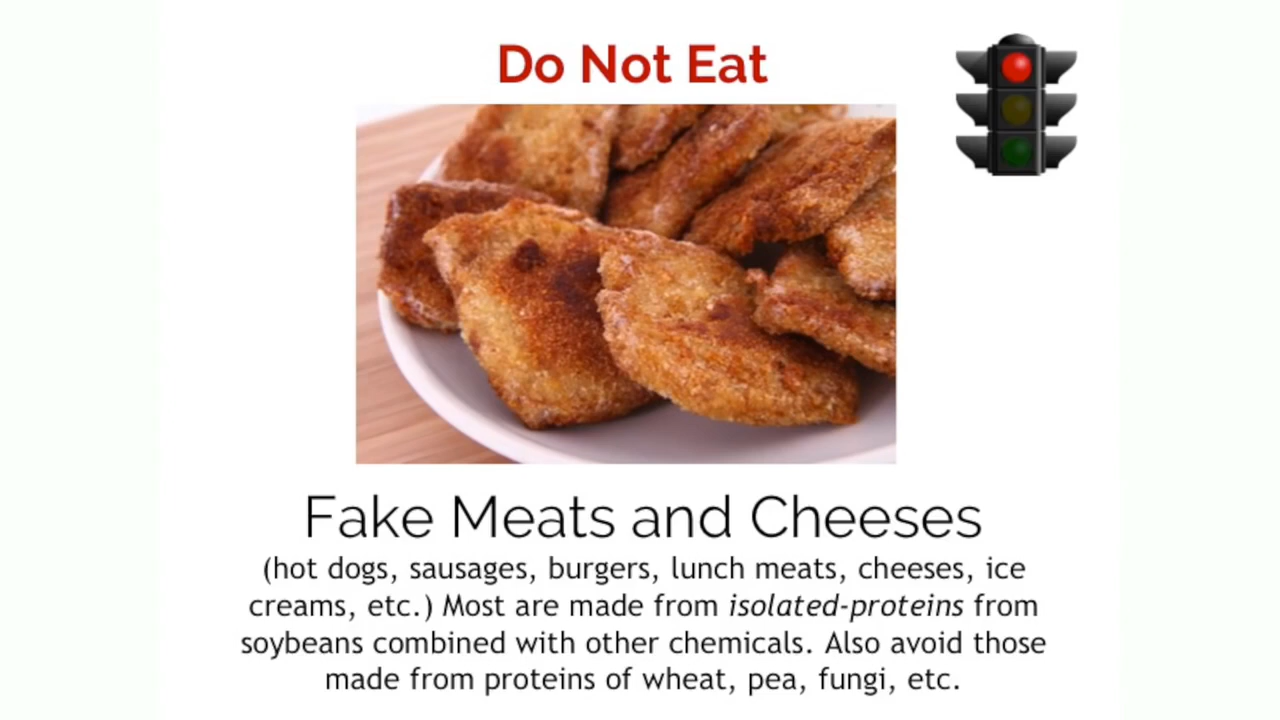 Do Not Eat
Fake Meats and Cheeses
(hot dogs, sausages, burgers, lunch meats, cheeses, ice
creams, etc.) Most are made from isolated-proteins from
soybeans combined with other chemicals. Also avoid those
made from proteins of wheat, pea, fungi, etc.